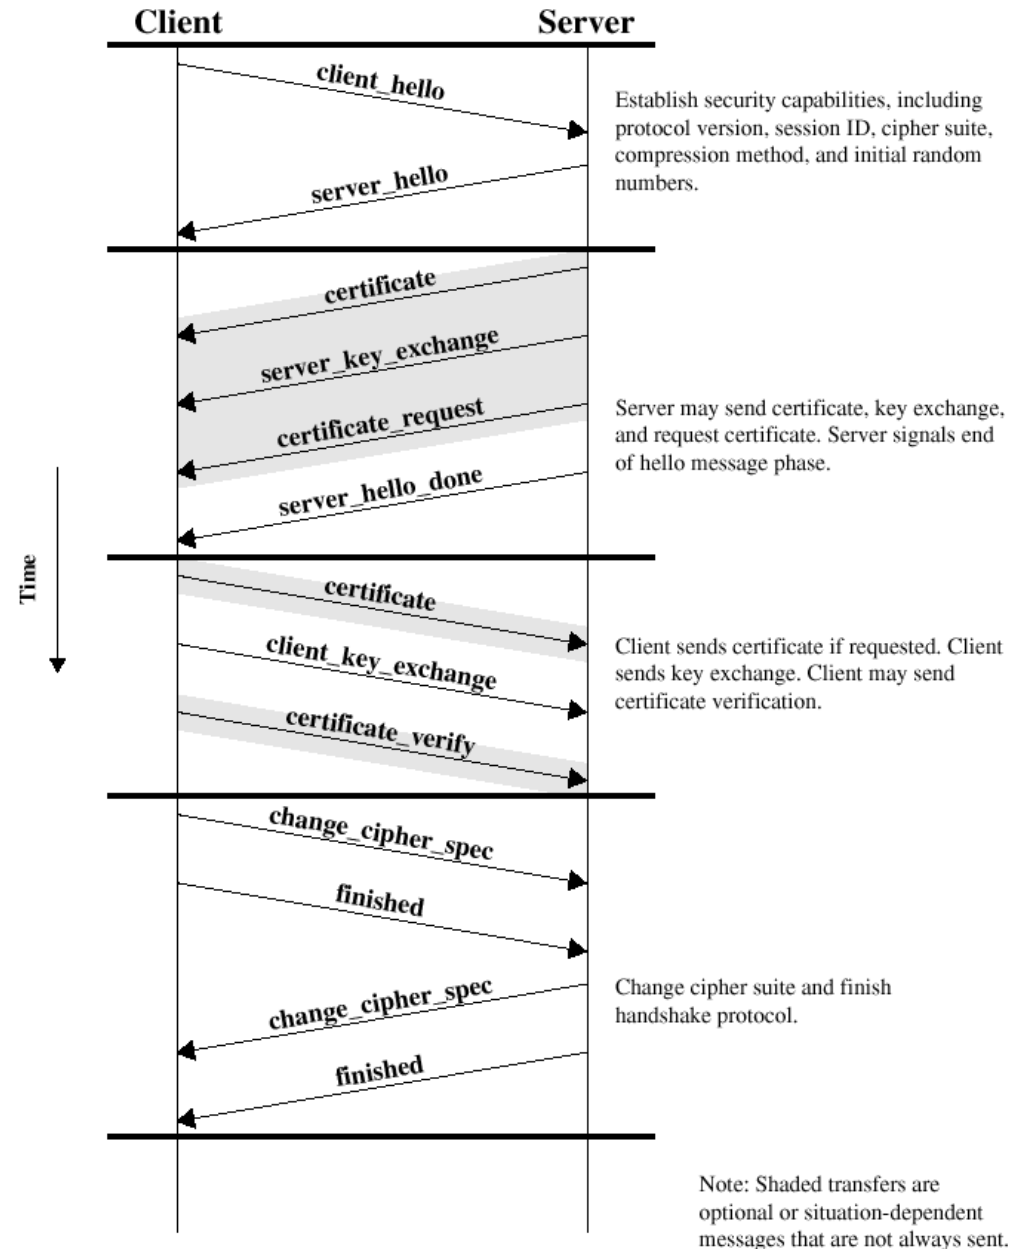 Client
Server
client_hello
server_hello
Establish security capabilities, including
protocol version, session ID, cipher suite,
compression method, and initial random
numbers.
certificate
server_key_exchange
certificate_request
server_hello_done
Server may send certificate, key exchange,
and request certificate. Server signals end
of hello message phase.
Time
certificate
client_key_exchange
certificate_verify
Client sends certificate if requested. Client
sends key exchange. Client may send
certificate verification.
change_cipher_spec
finished
change_cipher_spec
finished
Change cipher suite and finish
handshake protocol.
Note: Shaded transfers are
optional or situation-dependent
messages that are not always sent.